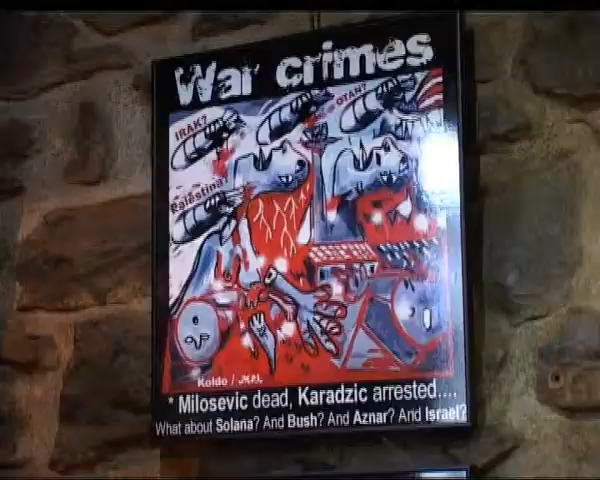 War crimes
IRAK?
OTAN?
Palestina
Koldo /
* Milosevic dead, Karadzic arrested....
What about Solana? And Bush? And Aznar? And Israel?